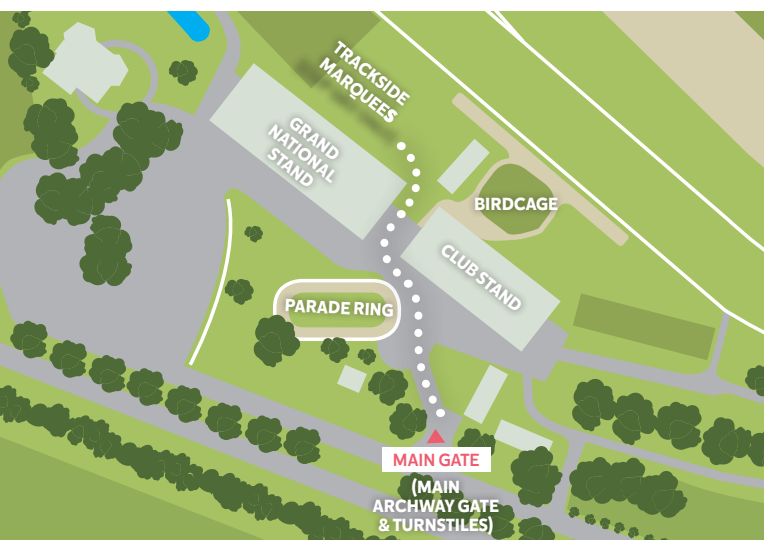 TRACKSIDE
MARQUEES
GRAND
NATIONAL
STAND
BIRDCAGE
CLUB STAND
PARADE RING
MAIN GATE
(MAIN
ARCHWAY GATE
& TURNSTILES)